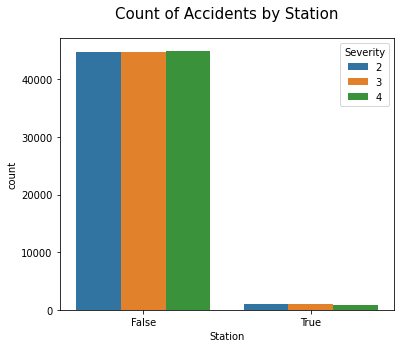 Count of Accidents by Station
Severity
2
3
4
40000
30000
20000
10000
0
count
False
True
Station